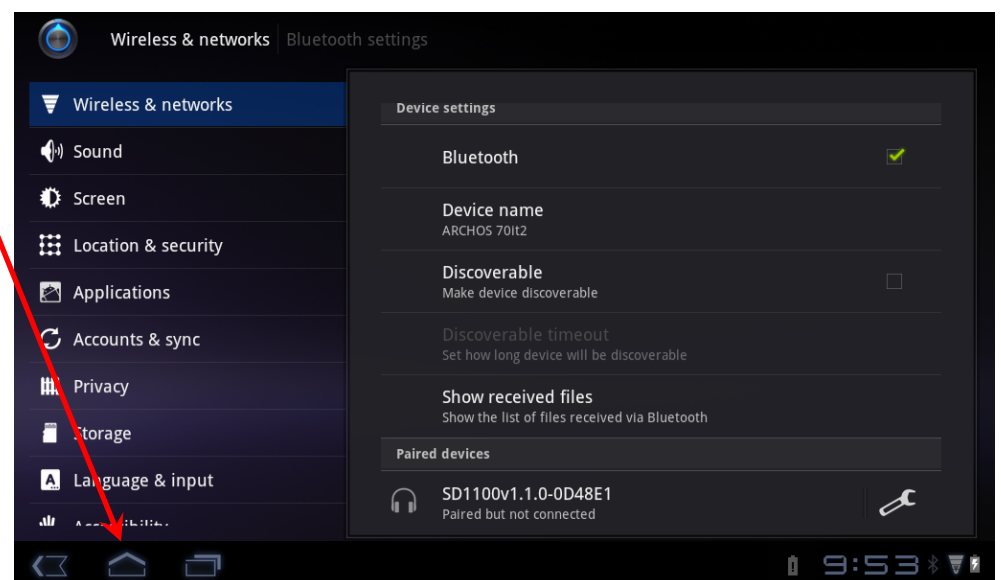 Wireless & networks Bluetooth settings
Wireless & networks
Sound
Screen
Location & security
Applications
Accounts & sync
Privacy
Storage
Language & input
Accessibility
Device settings
Bluetooth
Device name
ARCHOS 70it2
Discoverable
Make device discoverable
Discoverable timeout
Set how long device will be discoverable
Show received files
Show the list of files received via Bluetooth
Paired devices
SD1100v1.1.0-0D48E1
Paired but not connected
9:53